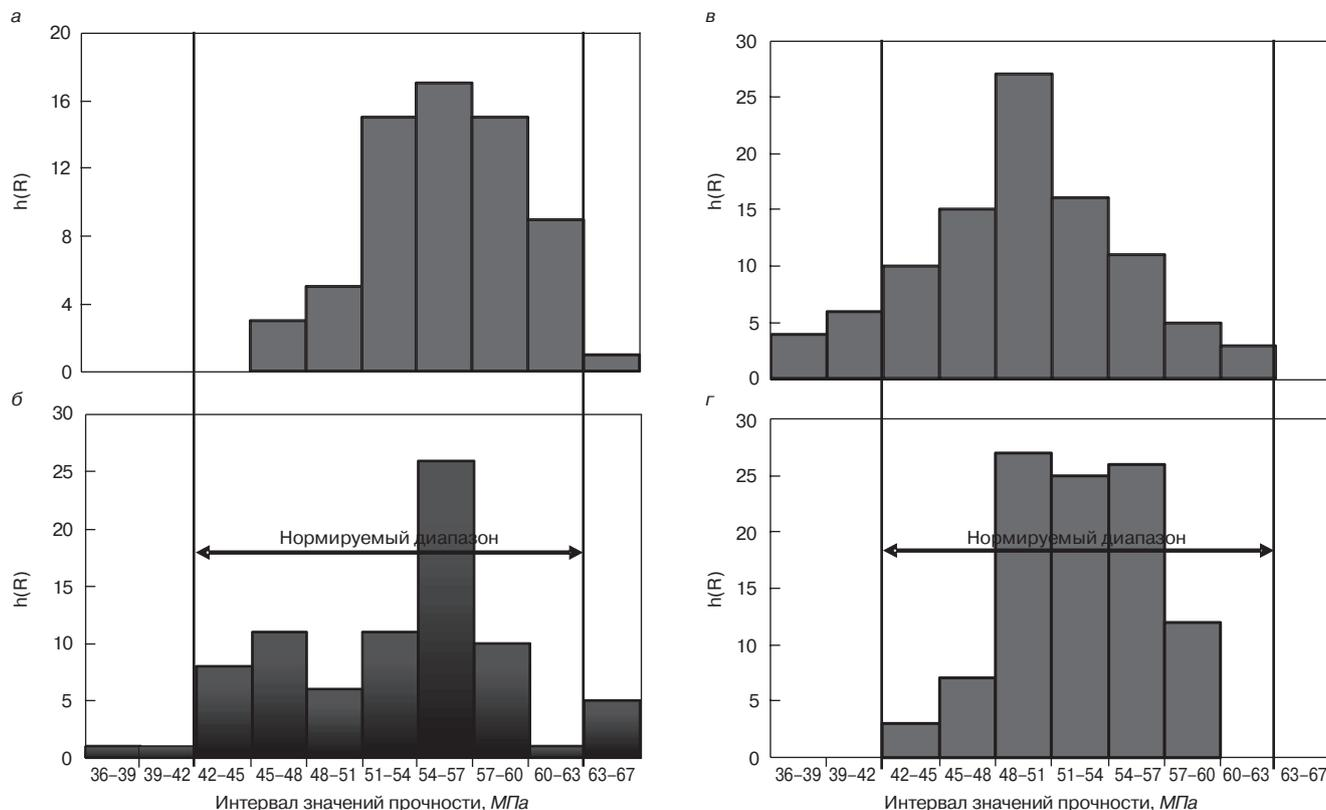 а
20
16
12
8
4
0
h(R)
б
30
25
20
15
10
5
0
h(R)
Нормируемый диапазон
36–39 39–42 42–45 45–48 48–51 51–54 54–57 57–60 60–63 63–67
Интервал значений прочности, МПа
в
30
25
20
15
10
5
0
h(R)
г
30
25
20
15
10
5
0
h(R)
Нормируемый диапазон
36–39 39–42 42–45 45–48 48–51 51–54 54–57 57–60 60–63 63–67
Интервал значений прочности, МПа